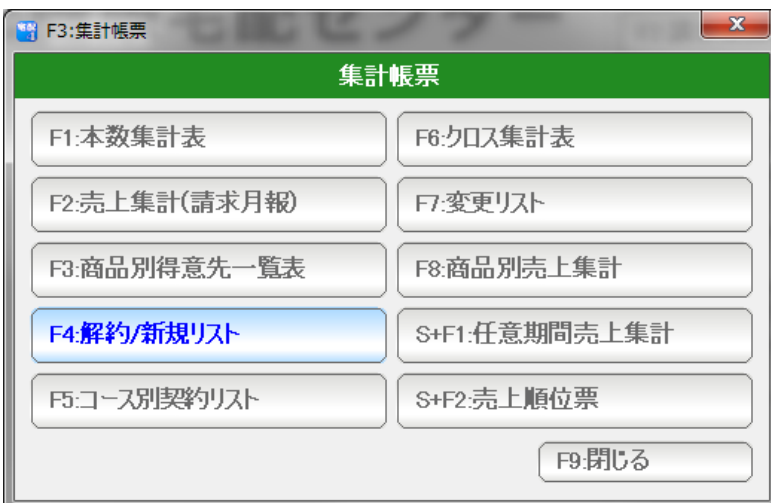 F3:集計帳票
集計帳票
F1:本数集計表
F2:売上集計(請求月報)
F3:商品別得意先一覧表
F4:解約/新規リスト
F5:コース別契約リスト
F6:クロス集計表
F7:変更リスト
F8:商品別売上集計
S+F1:任意期間売上集計
S+F2:売上順位票
F9:閉じる